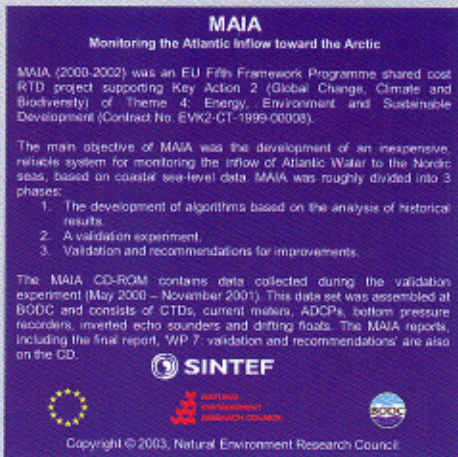 MAIA
Monitoring the Atlantic Inflow toward the Arctic
MAIA (2000-2002) was an EU Fifth Framework Programme shared cost
RTD project supporting Key Action 2 (Global Change, Climate and
Biodiversity) of Theme 4: Energy, Environment and Sustainable
Development (Contract No. EVK2-CT-1999-00008).
The main objective of MAIA was the development of an inexpensive,
reliable system for monitoring the inflow of Atlantic Water to the Nordic
seas, based on coastal sea-level data. MAIA was roughly divided into 3
phases:
1. The development of algorithms based on the analysis of historical
results.
2. A validation experiment.
3. Validation and recommendations for improvements.
The MAIA CD-ROM contains data collected during the validation
experiment (May 2000 – November 2001). This data set was assembled at
BODC and consists of CTDs, current meters, ADCPs, bottom pressure
recorders, inverted echo sounders and drifting floats. The MAIA reports,
including the final report, 'WP 7: validation and recommendations' are also
on the CD.
SINTEF
NATURAL
ENVIRONMENT
RESEARCH COUNCIL
BODC
Copyright © 2003, Natural Environment Research Council